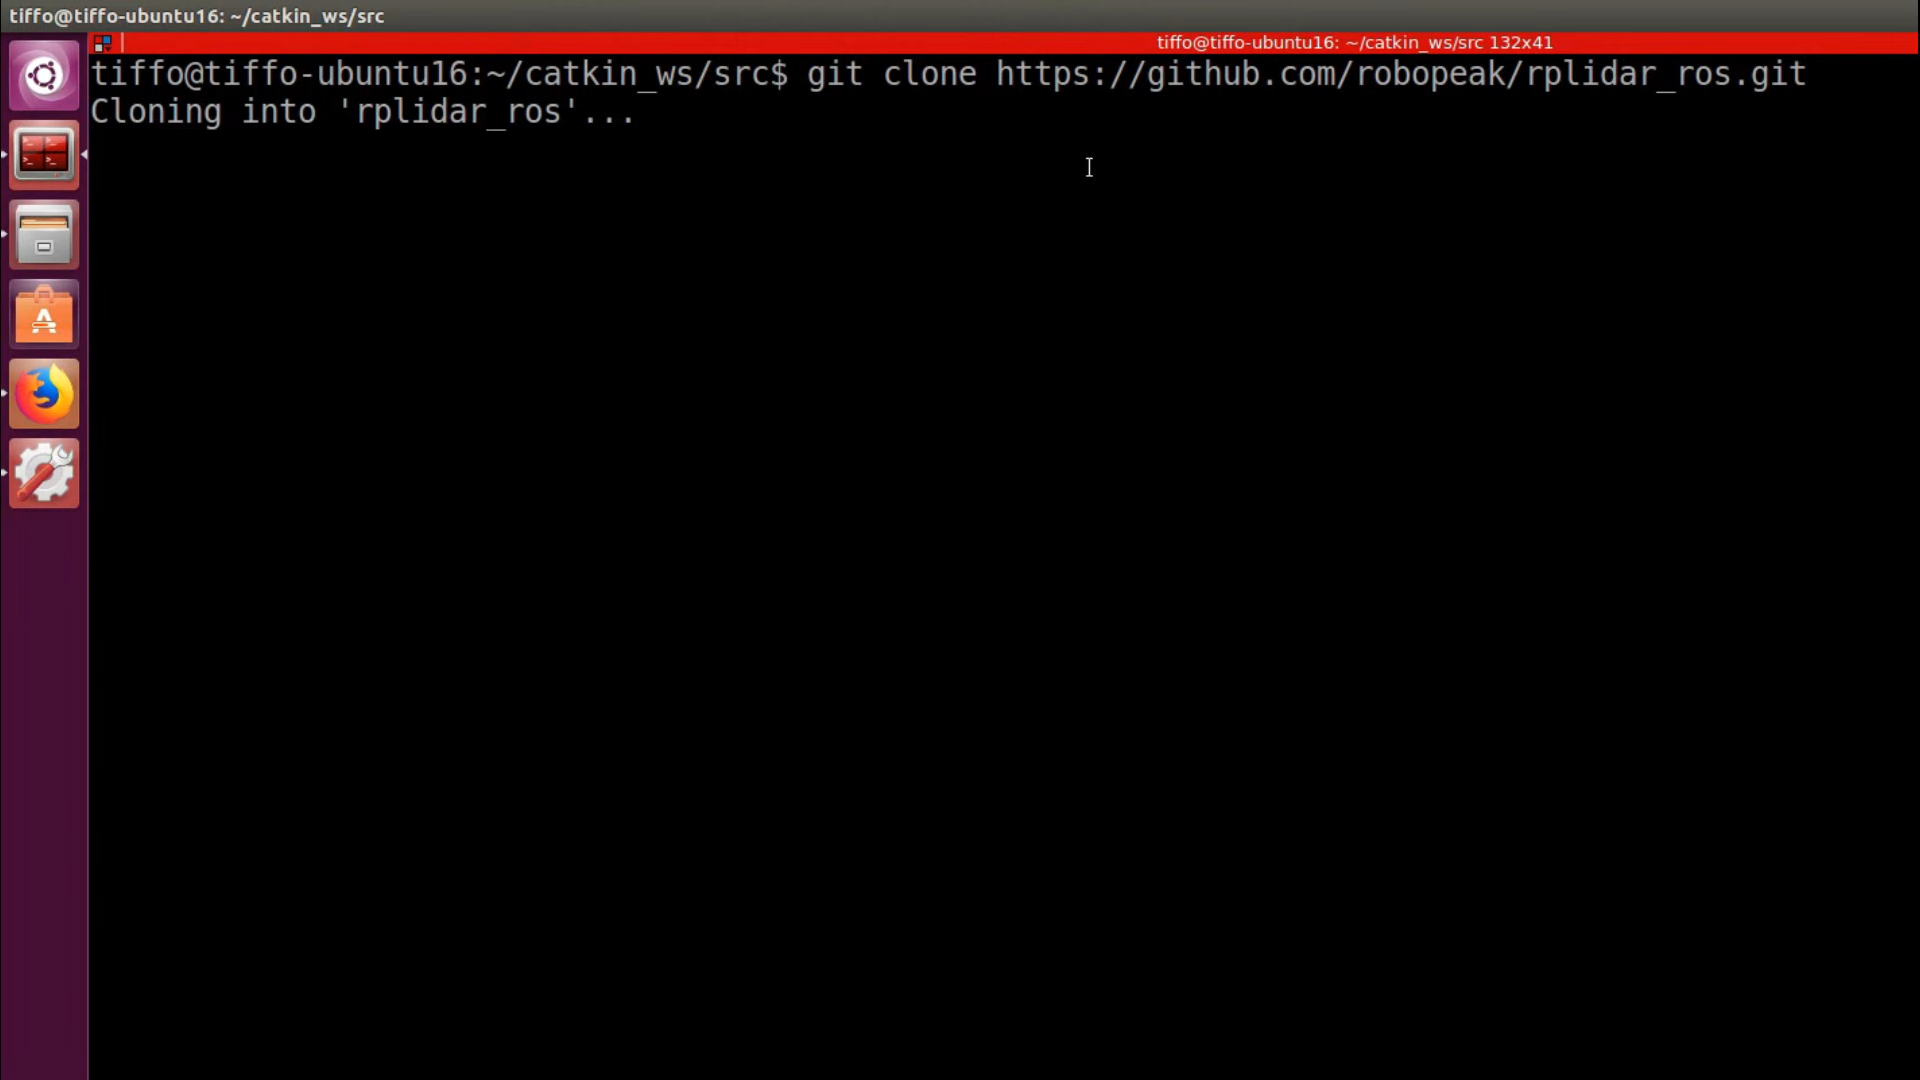 tiffo@tiffo-ubuntu16: ~/catkin_ws/src
tiffo@tiffo-ubuntu16: ~/catkin_ws/src 132x41
tiffo@tiffo-ubuntu16:~/catkin_ws/src$ git clone https://github.com/robopeak/rplidar_ros.git
Cloning into 'rplidar_ros'...